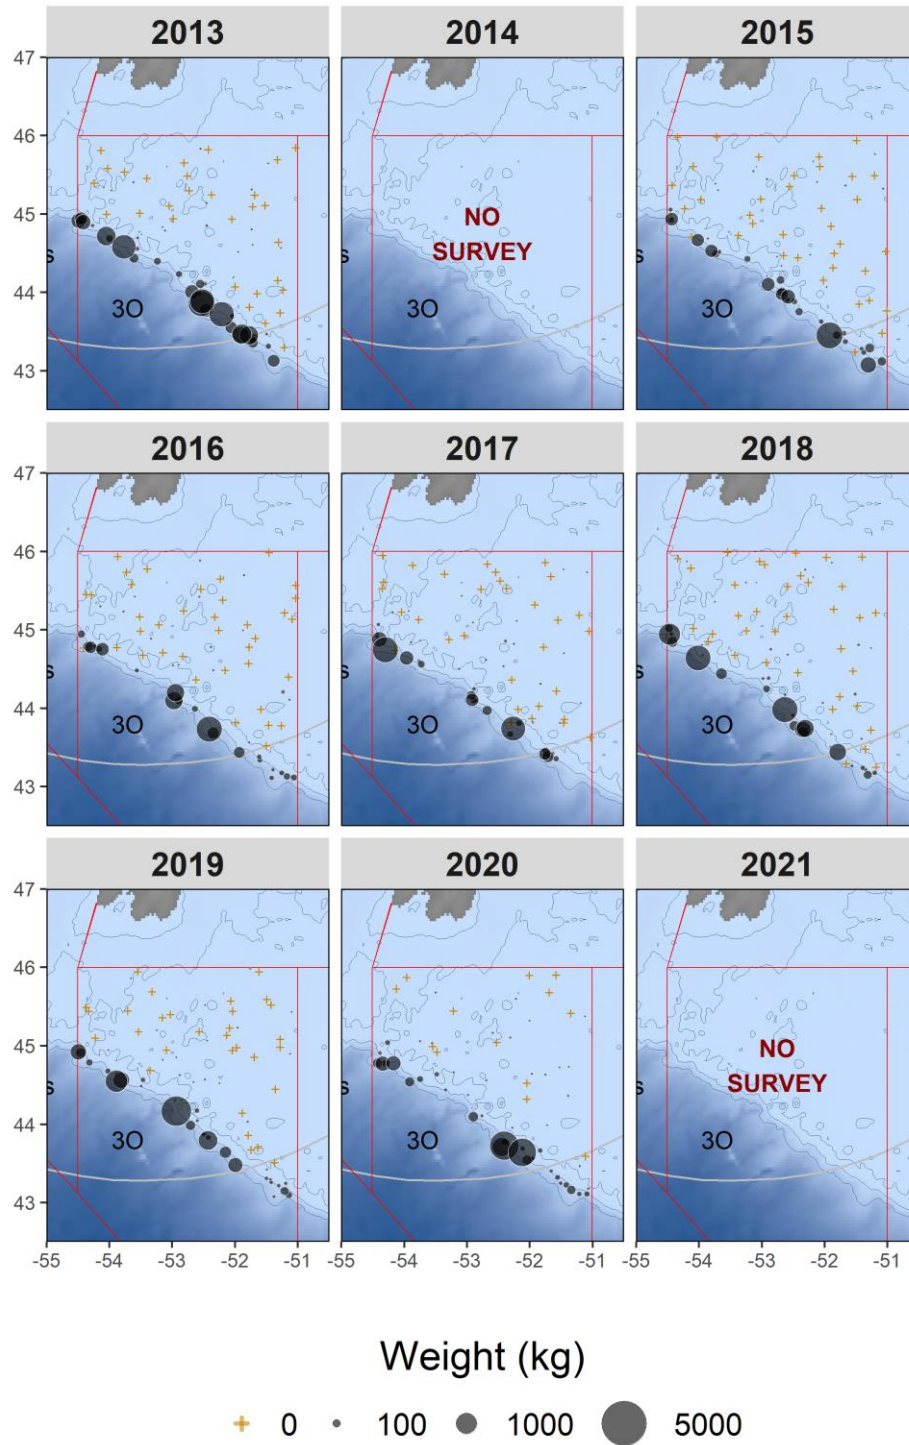 2013 2014 2015
47
46
45
NO
SURVEY
s s
44
3O 3O 3O
43
2016 2017 2018
47
46
45
s s
44
3O 3O 3O
43
2019 2020 2021
47
46
45
NO
SURVEY
s s
44
3O 3O 3O
43
-55 -54 -53 -52 -51 -55 -54 -53 -52 -51 -55 -54 -53 -52 -51
Weight (kg)
0 100 1000 5000